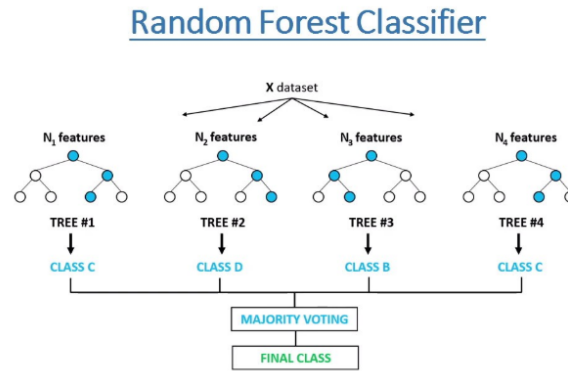 Random Forest Classifier
X dataset
N₁ features N₂ features N₃ features N₄ features
TREE #1 TREE #2 TREE #3 TREE #4
CLASS C CLASS D CLASS B CLASS C
MAJORITY VOTING
FINAL CLASS